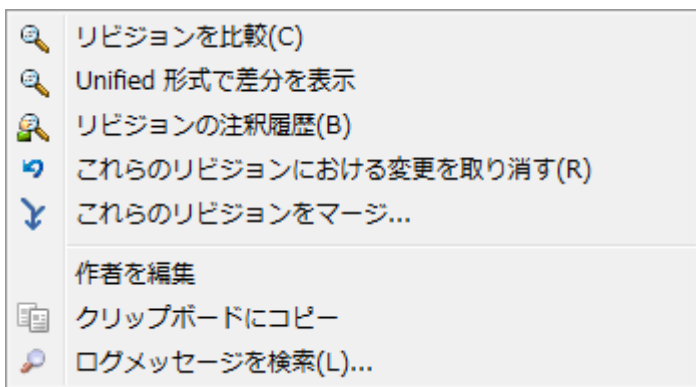 リビジョンを比較(C)
Unified 形式で差分を表示
リビジョンの注釈履歴(B)
これらのリビジョンにおける変更を取り消す(R)
これらのリビジョンをマージ...
作者を編集
クリップボードにコピー
ログメッセージを検索(L)...